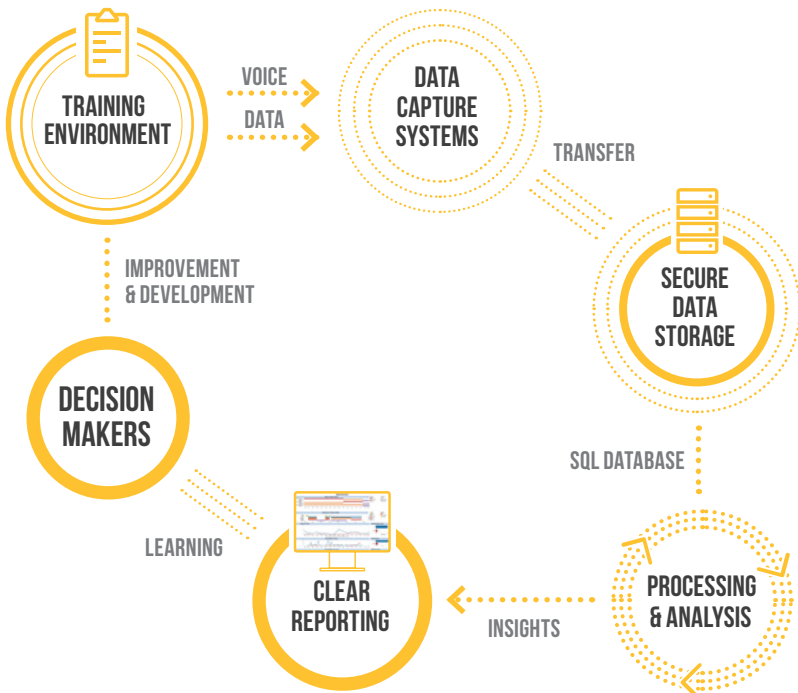 TRAINING
ENVIRONMENT
VOICE
DATA
DATA
CAPTURE
SYSTEMS
TRANSFER
SECURE
DATA
STORAGE
SQL DATABASE
PROCESSING
& ANALYSIS
INSIGHTS
CLEAR
REPORTING
LEARNING
DECISION
MAKERS
IMPROVEMENT
& DEVELOPMENT